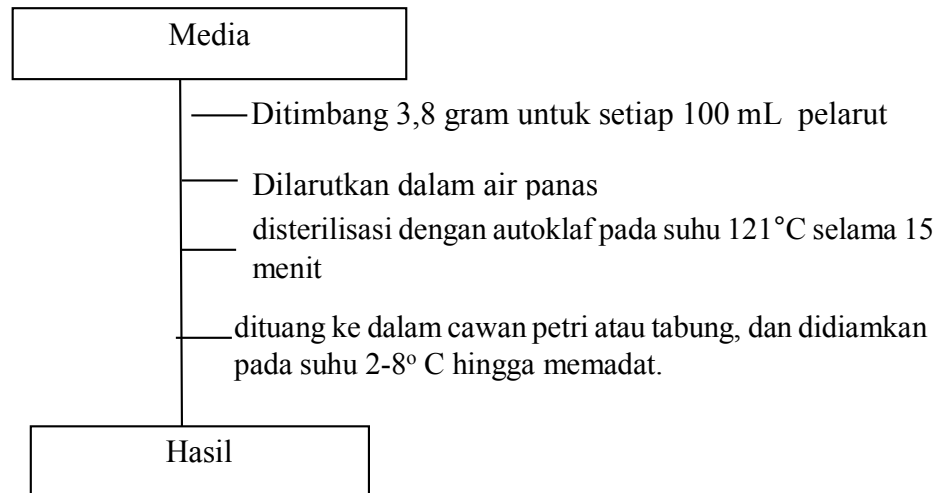 Media
Ditimbang 3,8 gram untuk setiap 100 mL pelarut
Dilarutkan dalam air panas
disterilisasi dengan autoklaf pada suhu 121°C selama 15
menit
dituang ke dalam cawan petri atau tabung, dan didiamkan
pada suhu 2-8º C hingga memadat.
Hasil